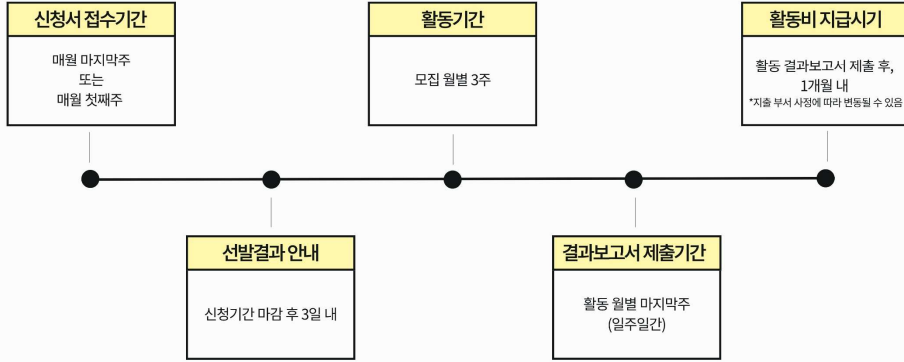 신청서 접수기간
매월 마지막주
또는
매월 첫째주
선발결과 안내
신청기간 마감 후 3일 내
활동기간
모집 월별 3주
결과보고서 제출기간
활동 월별 마지막주
(일주일간)
활동비 지급시기
활동 결과보고서 제출 후,
1개월 내
*지출 부서 사정에 따라 변동될 수 있음